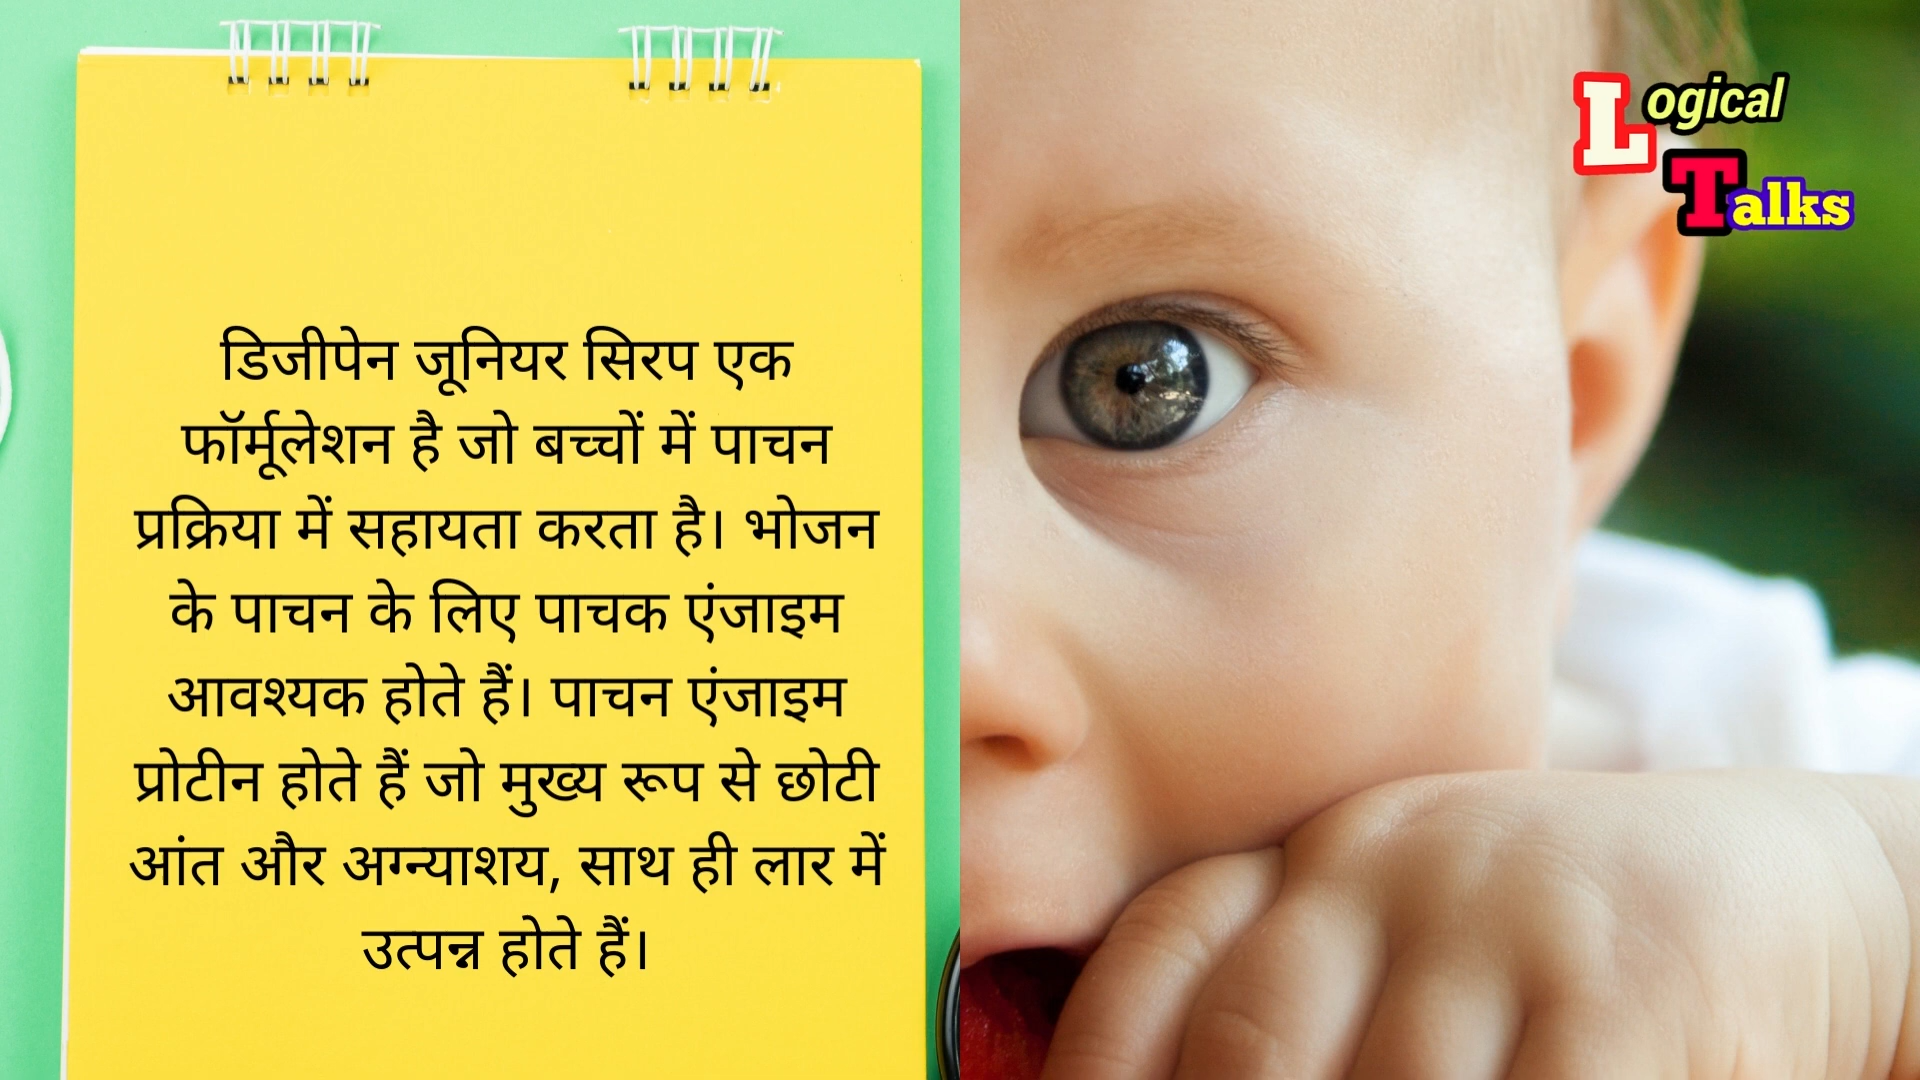 डिजीपेन जूनियर सिरप एक
फॉर्मूलेशन है जो बच्चों में पाचन
प्रक्रिया में सहायता करता है। भोजन
के पाचन के लिए पाचक एंजाइम
आवश्यक होते हैं। पाचन एंजाइम
प्रोटीन होते हैं जो मुख्य रूप से छोटी
आंत और अग्न्याशय, साथ ही लार में
उत्पन्न होते हैं।
Logical
Talks